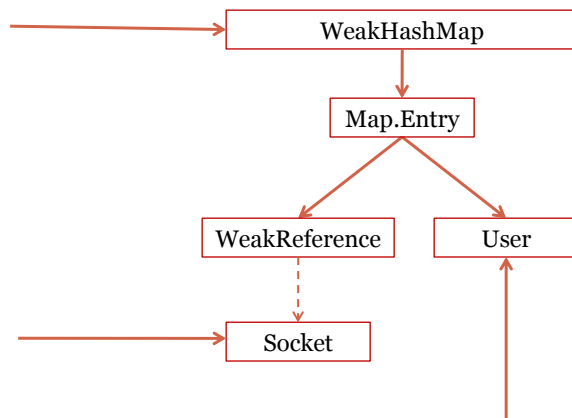 WeakHashMap
Map.Entry
WeakReference
User
Socket